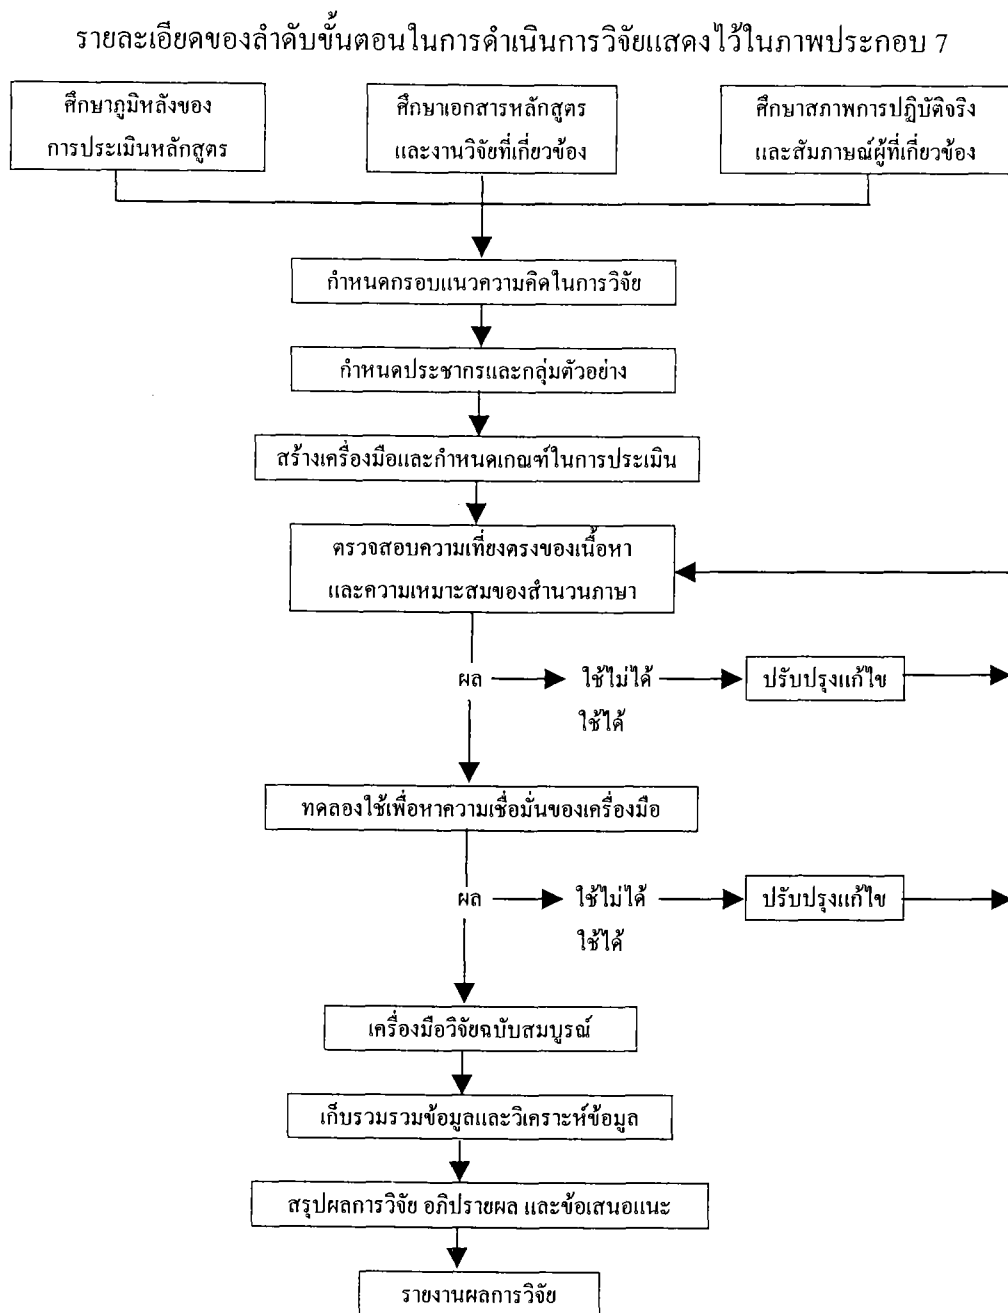 รายละเอียดของลำดับขั้นตอนในการดำเนินการวิจัยแสดงไว้ในภาพประกอบ 7
ศึกษาภูมิหลังของ
การประเมินหลักสูตร
ศึกษาเอกสารหลักสูตร
และงานวิจัยที่เกี่ยวข้อง
ศึกษาสภาพการปฏิบัติจริง
และสัมภาษณ์ผู้ที่เกี่ยวข้อง
กำหนดกรอบแนวความคิดในการวิจัย
กำหนดประชากรและกลุ่มตัวอย่าง
สร้างเครื่องมือและกำหนดเกณฑ์ในการประเมิน
ตรวจสอบความเที่ยงตรงของเนื้อหา
และความเหมาะสมของสำนวนภาษา
ผล ใช้ไม่ได้ ปรับปรุงแก้ไข
ใช้ได้
ทดลองใช้เพื่อหาความเชื่อมั่นของเครื่องมือ
ผล ใช้ไม่ได้ ปรับปรุงแก้ไข
ใช้ได้
เครื่องมือวิจัยฉบับสมบูรณ์
เก็บรวมรวมข้อมูลและวิเคราะห์ข้อมูล
สรุปผลการวิจัย อภิปรายผล และข้อเสนอแนะ
รายงานผลการวิจัย